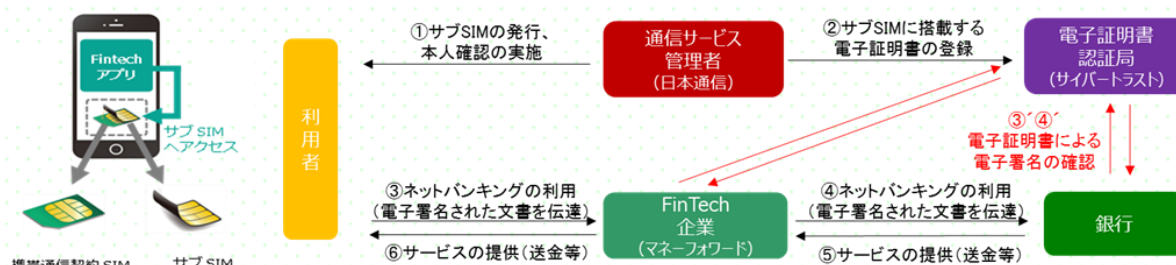 Fintech
アプリ
サブ SIM
へアクセス
携帯通信契約 SIM
サブ SIM
利用者
①サブSIMの発行、
本人確認の実施
通信サービス
管理者
(日本通信)
②サブSIMに搭載する
電子証明書の登録
電子証明書
認証局
(サイバートラスト)
③´④´
電子証明書による
電子署名の確認
③ネットバンキングの利用
(電子署名された文書を伝達)
⑥サービスの提供(送金等)
FinTech
企業
(マネーフォワード)
④ネットバンキングの利用
(電子署名された文書を伝達)
⑤サービスの提供(送金等)
銀行